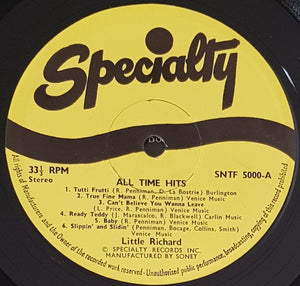 Specialty
33⅓ RPM
Stereo
ALL TIME HITS
SNTF 5000-A
1. Tutti Frutti (R. Penniman, D. La Bostrie) Burlington
2. True Fine Mama (R. Penniman) Venice Music
3. Can't Believe You Wanna Leave
(L. Price, R. Penniman) Venice Music
4. Ready Teddy (J. Marascalco, R. Blackwell) Carlin Music
5. Baby (R. Penniman) Venice Music
6. Slippin' and Slidin' (Penniman, Bocage, Collins, Smith)
Venice Music
Little Richard
© SPECIALTY RECORDS INC.
MANUFACTURED BY SONET
All rights of the Manufacturers and the Owner of the recorded work reserved - Unauthorised public performance, broadcasting, copying of this record prohibited